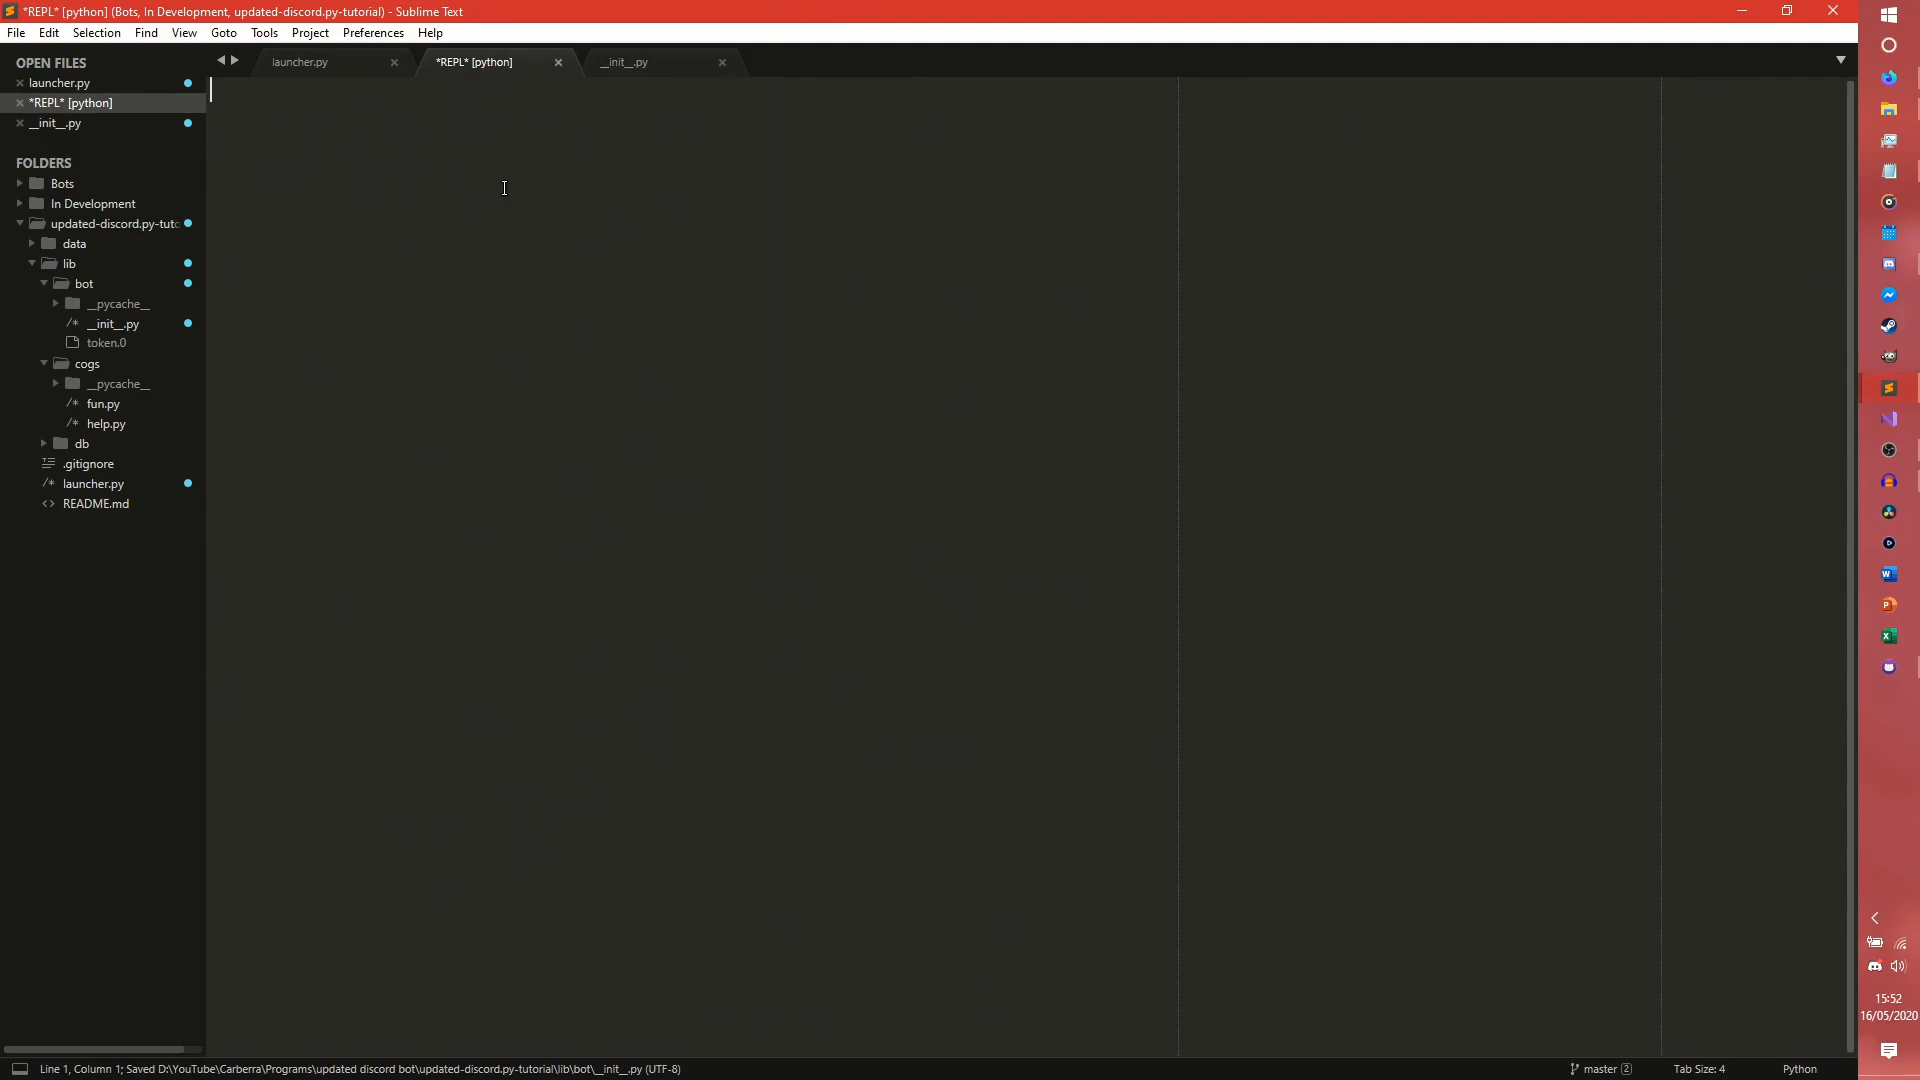 *REPL* [python] (Bots, In Development, updated-discord.py-tutorial) - Sublime Text
File Edit Selection Find View Goto Tools Project Preferences Help
OPEN FILES
launcher.py
*REPL* [python]
__init__.py
FOLDERS
Bots
In Development
updated-discord.py-tuto
data
lib
bot
__pycache__
__init__.py
token.0
cogs
__pycache__
fun.py
help.py
db
.gitignore
launcher.py
README.md
launcher.py
*REPL* [python]
__init__.py
15:52
16/05/2020
Line 1, Column 1; Saved D:\YouTube\Carberra\Programs\updated discord bot\updated-discord.py-tutorial\lib\bot\__init__.py (UTF-8)
master 2
Tab Size: 4
Python